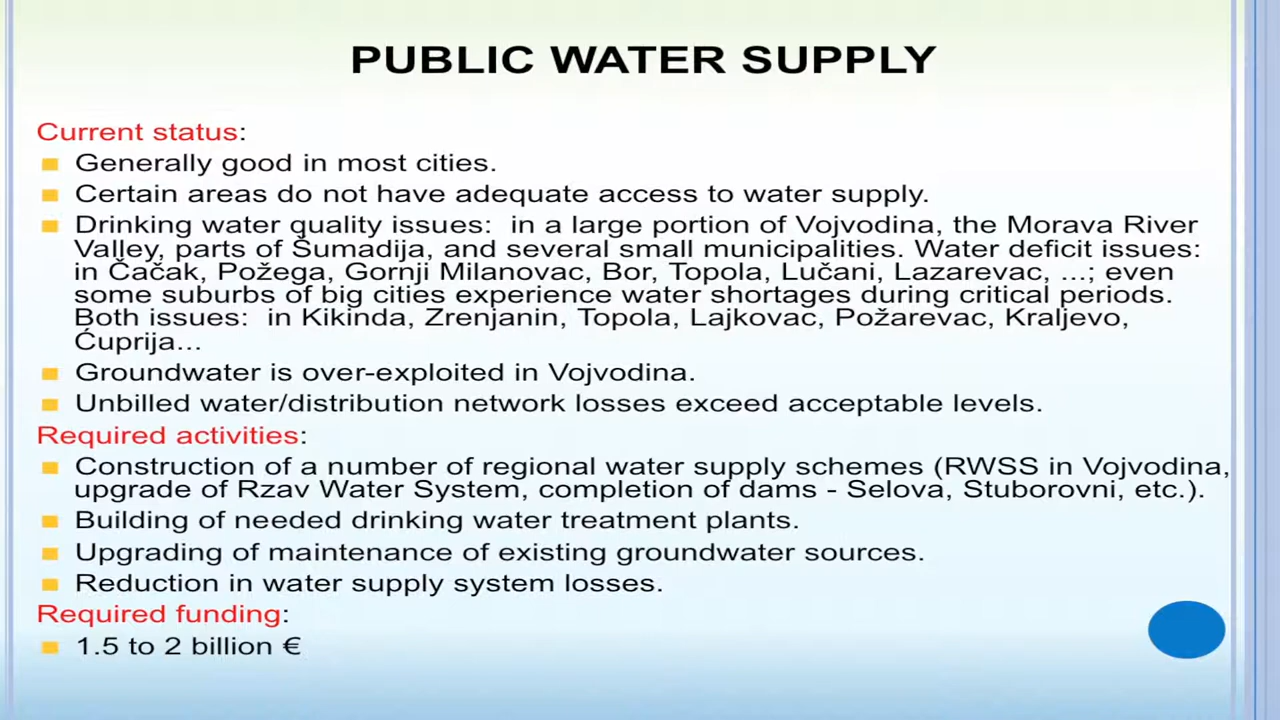 PUBLIC WATER SUPPLY
Current status:
Generally good in most cities.
Certain areas do not have adequate access to water supply.
Drinking water quality issues:  in a large portion of Vojvodina, the Morava River
Valley, parts of Šumadija, and several small municipalities. Water deficit issues:
in Čačak, Požega, Gornji Milanovac, Bor, Topola, Lučani, Lazarevac, ...; even
some suburbs of big cities experience water shortages during critical periods.
Both issues:  in Kikinda, Zrenjanin, Topola, Lajkovac, Požarevac, Kraljevo,
Ćuprija...
Groundwater is over-exploited in Vojvodina.
Unbilled water/distribution network losses exceed acceptable levels.
Required activities:
Construction of a number of regional water supply schemes (RWSS in Vojvodina,
upgrade of Rzav Water System, completion of dams - Selova, Stuborovni, etc.).
Building of needed drinking water treatment plants.
Upgrading of maintenance of existing groundwater sources.
Reduction in water supply system losses.
Required funding:
1.5 to 2 billion €